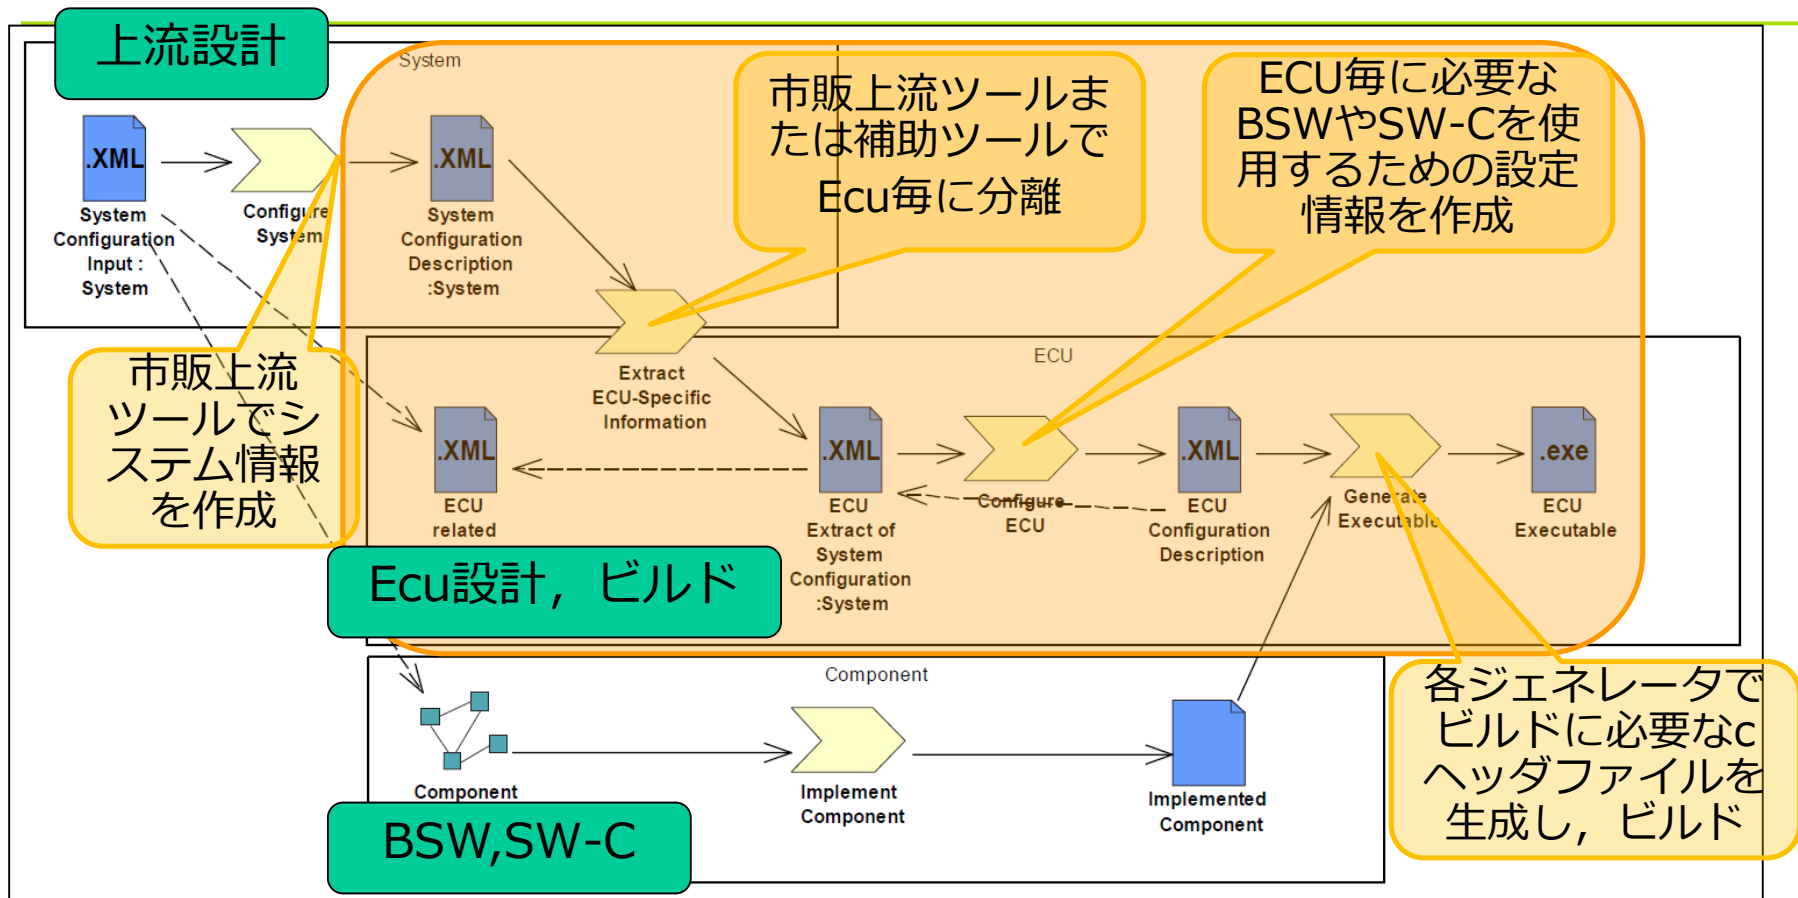 上流設計
System
市販上流ツールま
たは補助ツールで
Ecu毎に分離
ECU毎に必要な
BSWやSW-Cを使
用するための設定
情報を作成
.XML
System
Configuration
Input :
System
Configure
System
.XML
System
Configuration
Description
:System
市販上流
ツールでシ
ステム情報
を作成
Extract
ECU-Specific
Information
ECU
.XML
ECU
related
.XML
ECU
Extract of
System
Configuration
:System
Configure
ECU
.XML
ECU
Configuration
Description
Generate
Executable
.exe
ECU
Executable
Ecu設計，ビルド
Component
Component
Implement
Component
Implemented
Component
BSW,SW-C
各ジェネレータで
ビルドに必要なc
ヘッダファイルを
生成し，ビルド